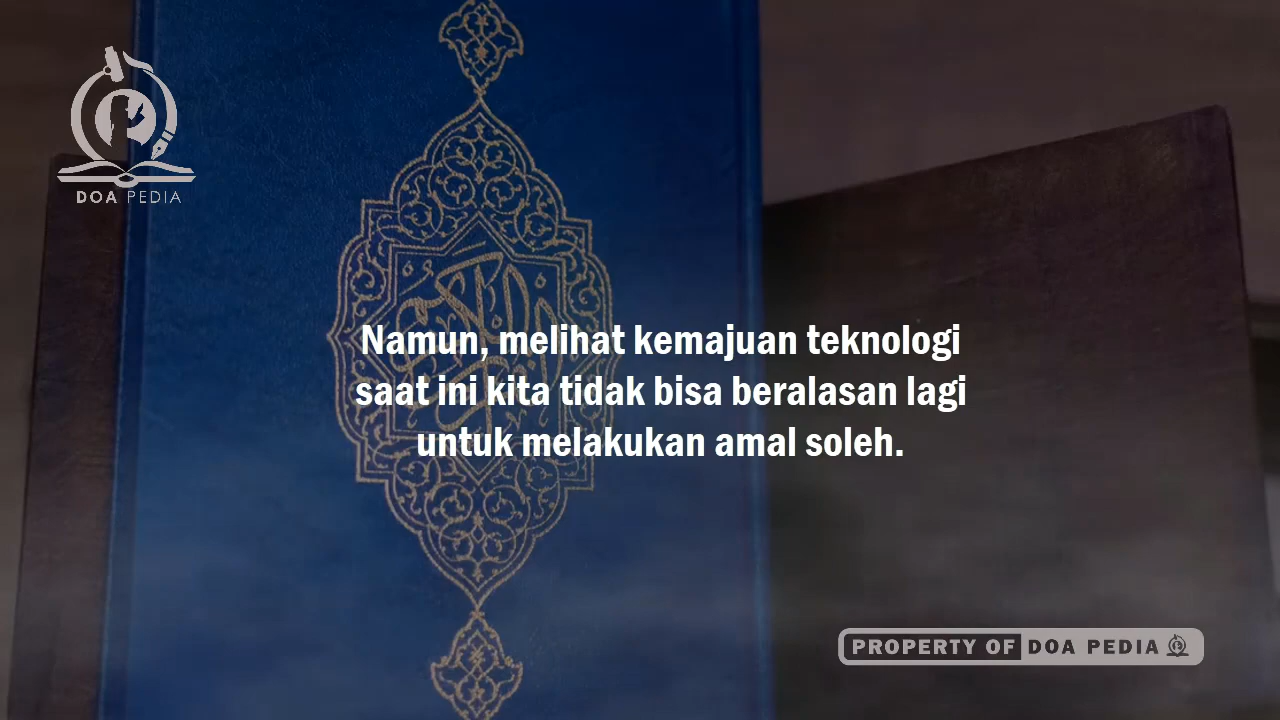 DOA PEDIA
Namun, melihat kemajuan teknologi
saat ini kita tidak bisa beralasan lagi
untuk melakukan amal soleh.
PROPERTY OF DOA PEDIA